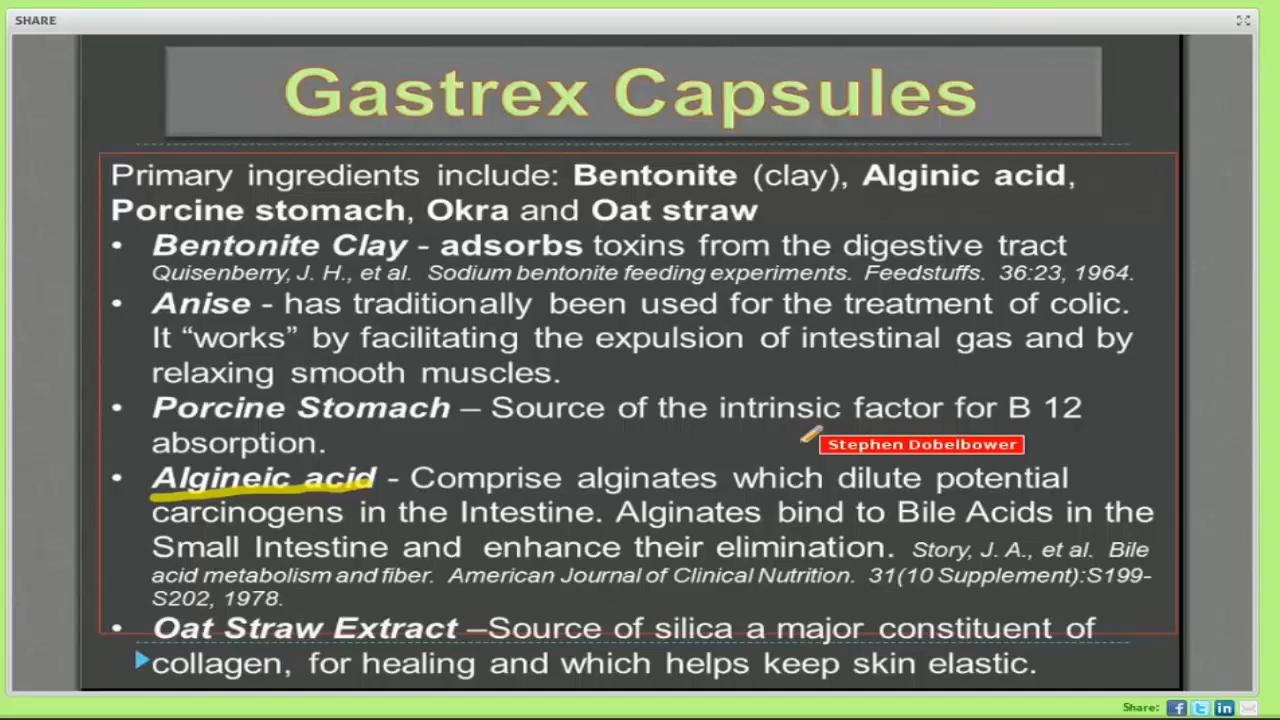 SHARE
Gastrex Capsules
Primary ingredients include: Bentonite (clay), Alginic acid,
Porcine stomach, Okra and Oat straw
• Bentonite Clay - adsorbs toxins from the digestive tract
Quisenberry, J. H., et al. Sodium bentonite feeding experiments. Feedstuffs. 36:23, 1964.
• Anise - has traditionally been used for the treatment of colic.
It “works” by facilitating the expulsion of intestinal gas and by
relaxing smooth muscles.
• Porcine Stomach – Source of the intrinsic factor for B 12
absorption.
Stephen Dobelbower
• Algineic acid - Comprise alginates which dilute potential
carcinogens in the Intestine. Alginates bind to Bile Acids in the
Small Intestine and enhance their elimination. Story, J. A., et al. Bile
acid metabolism and fiber. American Journal of Clinical Nutrition. 31(10 Supplement):S199-
S202, 1978.
• Oat Straw Extract –Source of silica a major constituent of
collagen, for healing and which helps keep skin elastic.
Share: